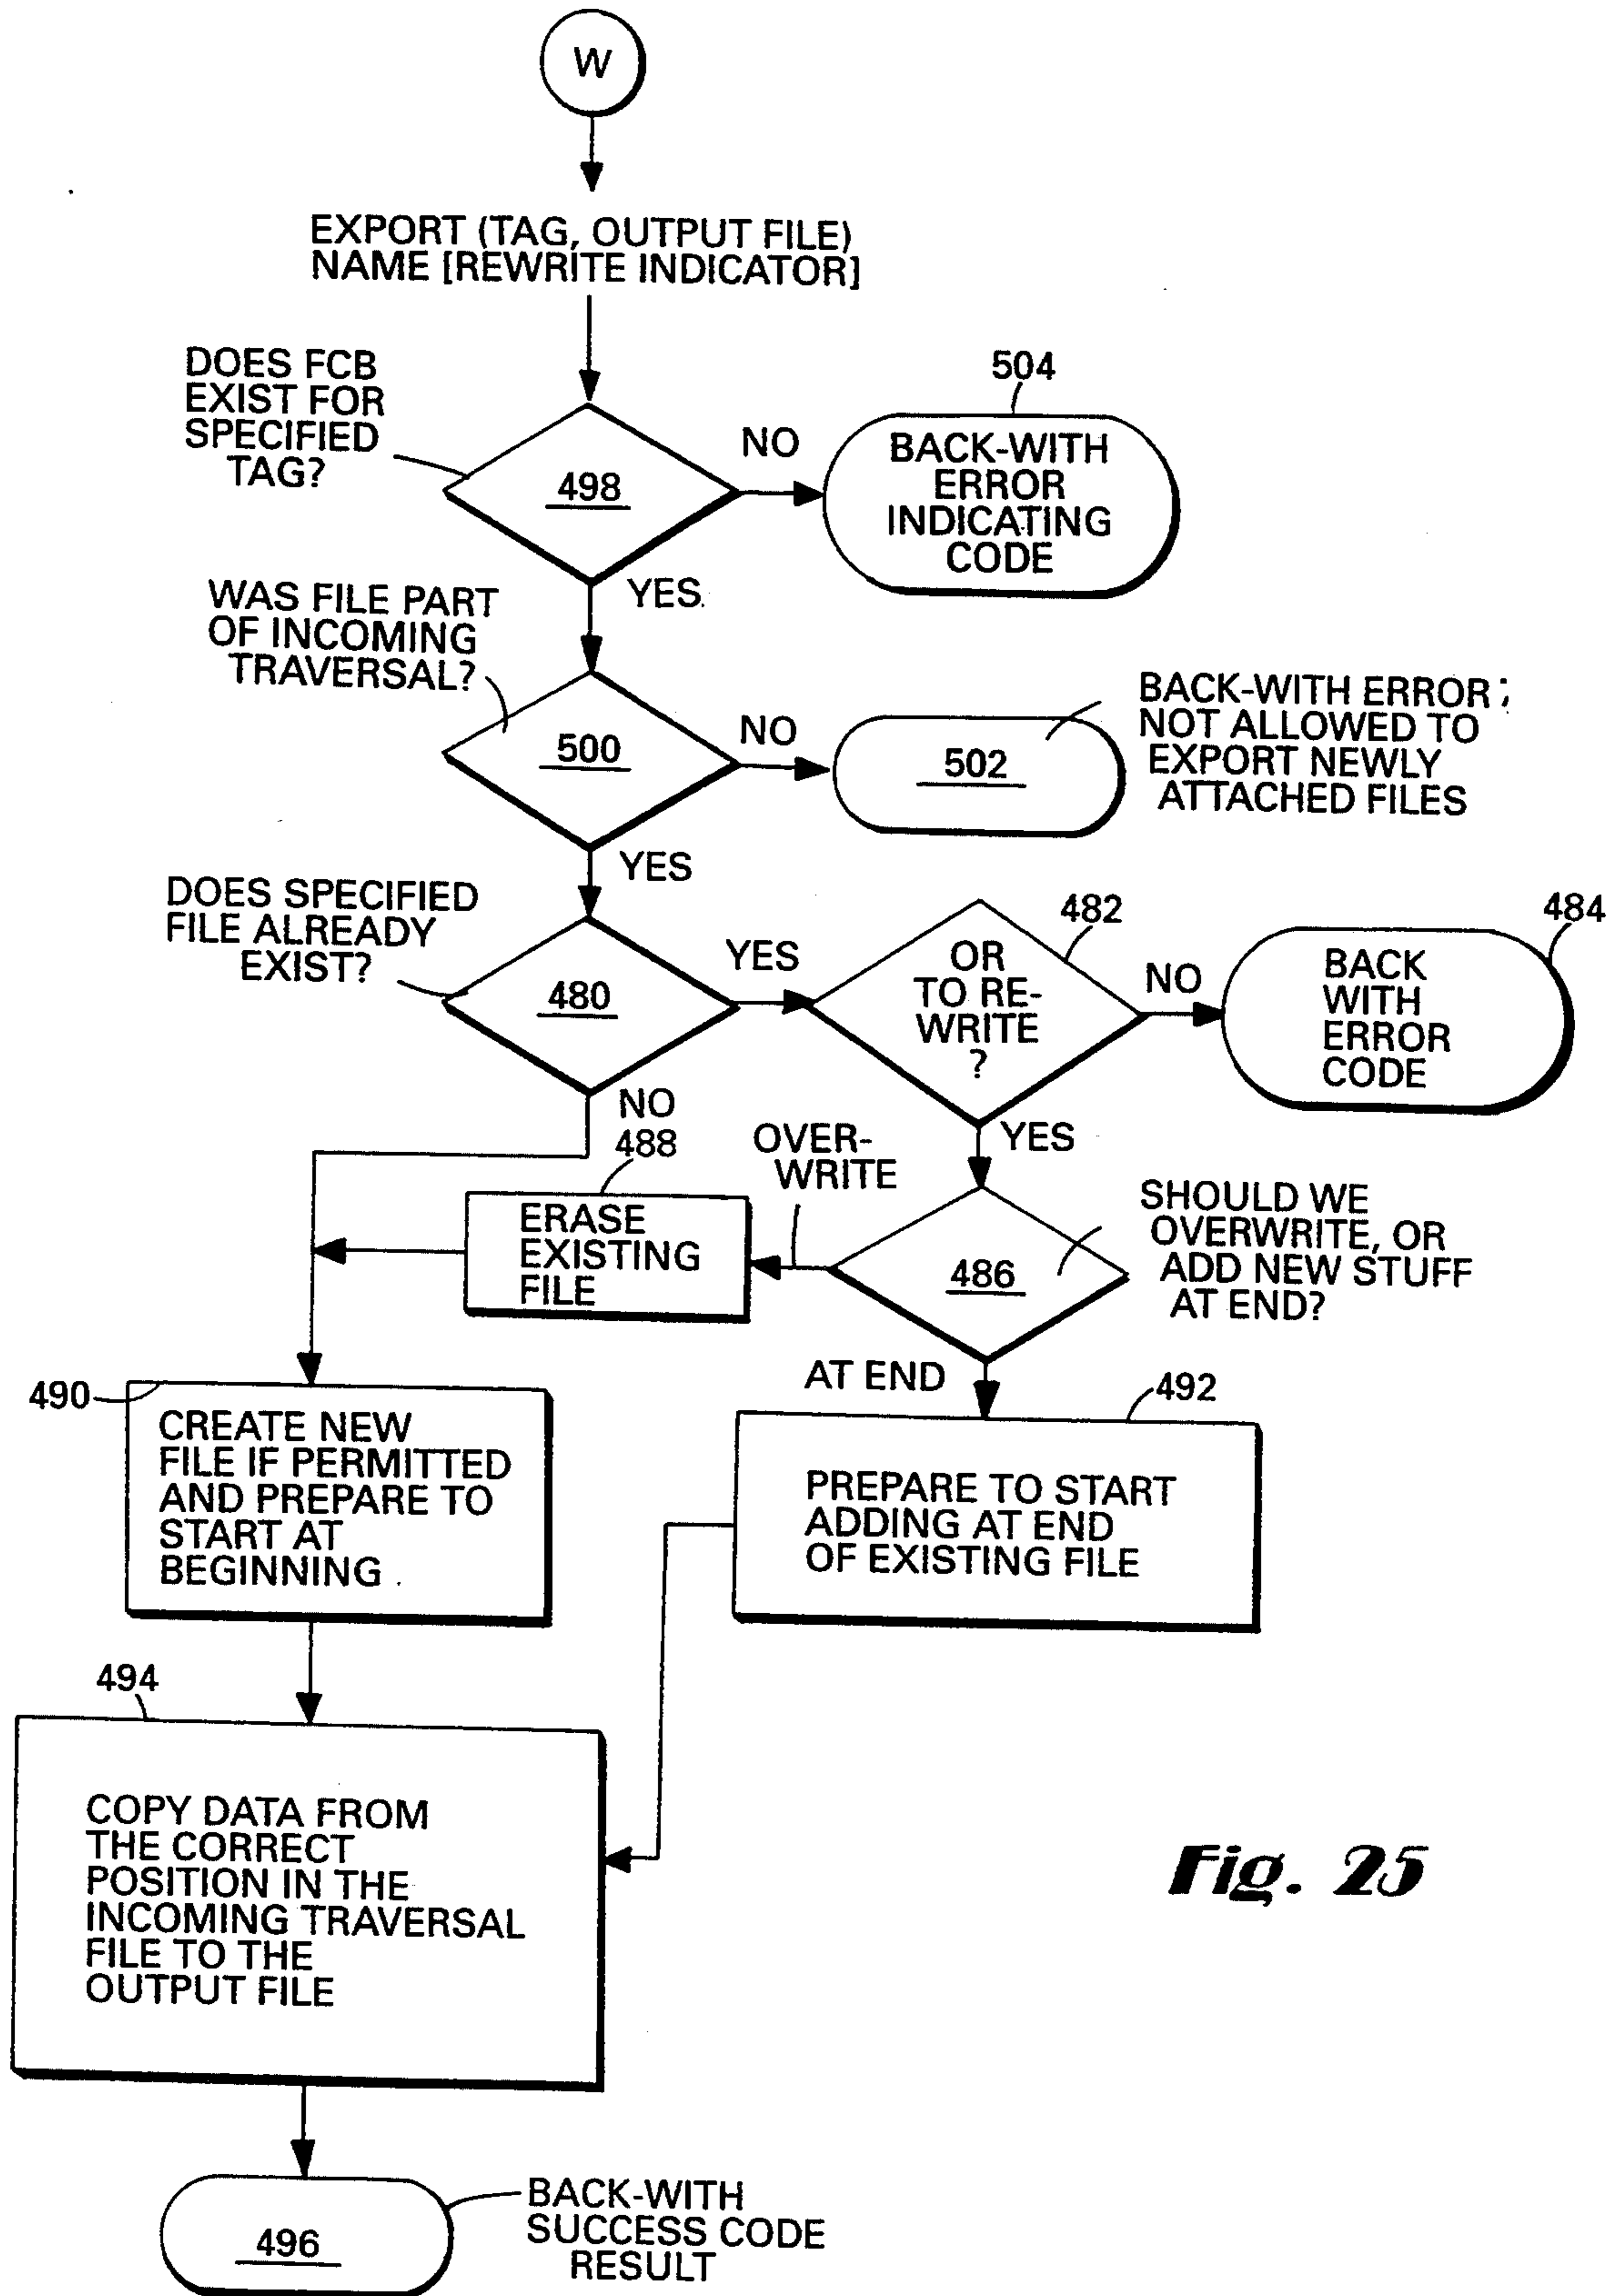 W
EXPORT (TAG, OUTPUT FILE)
NAME [REWRITE INDICATOR]
DOES FCB
EXIST FOR
SPECIFIED
TAG?
498
NO
504
BACK-WITH
ERROR
INDICATING
CODE
YES
WAS FILE PART
OF INCOMING
TRAVERSAL?
500
NO
502
BACK-WITH ERROR;
NOT ALLOWED TO
EXPORT NEWLY
ATTACHED FILES
YES
DOES SPECIFIED
FILE ALREADY
EXIST?
480
YES
482
OR
TO RE-
WRITE
?
NO
484
BACK
WITH
ERROR
CODE
NO
488
ERASE
EXISTING
FILE
OVER-
WRITE
YES
486
SHOULD WE
OVERWRITE, OR
ADD NEW STUFF
AT END?
AT END
490
CREATE NEW
FILE IF PERMITTED
AND PREPARE TO
START AT
BEGINNING
492
PREPARE TO START
ADDING AT END
OF EXISTING FILE
494
COPY DATA FROM
THE CORRECT
POSITION IN THE
INCOMING TRAVERSAL
FILE TO THE
OUTPUT FILE
Fig. 25
496
BACK-WITH
SUCCESS CODE
RESULT